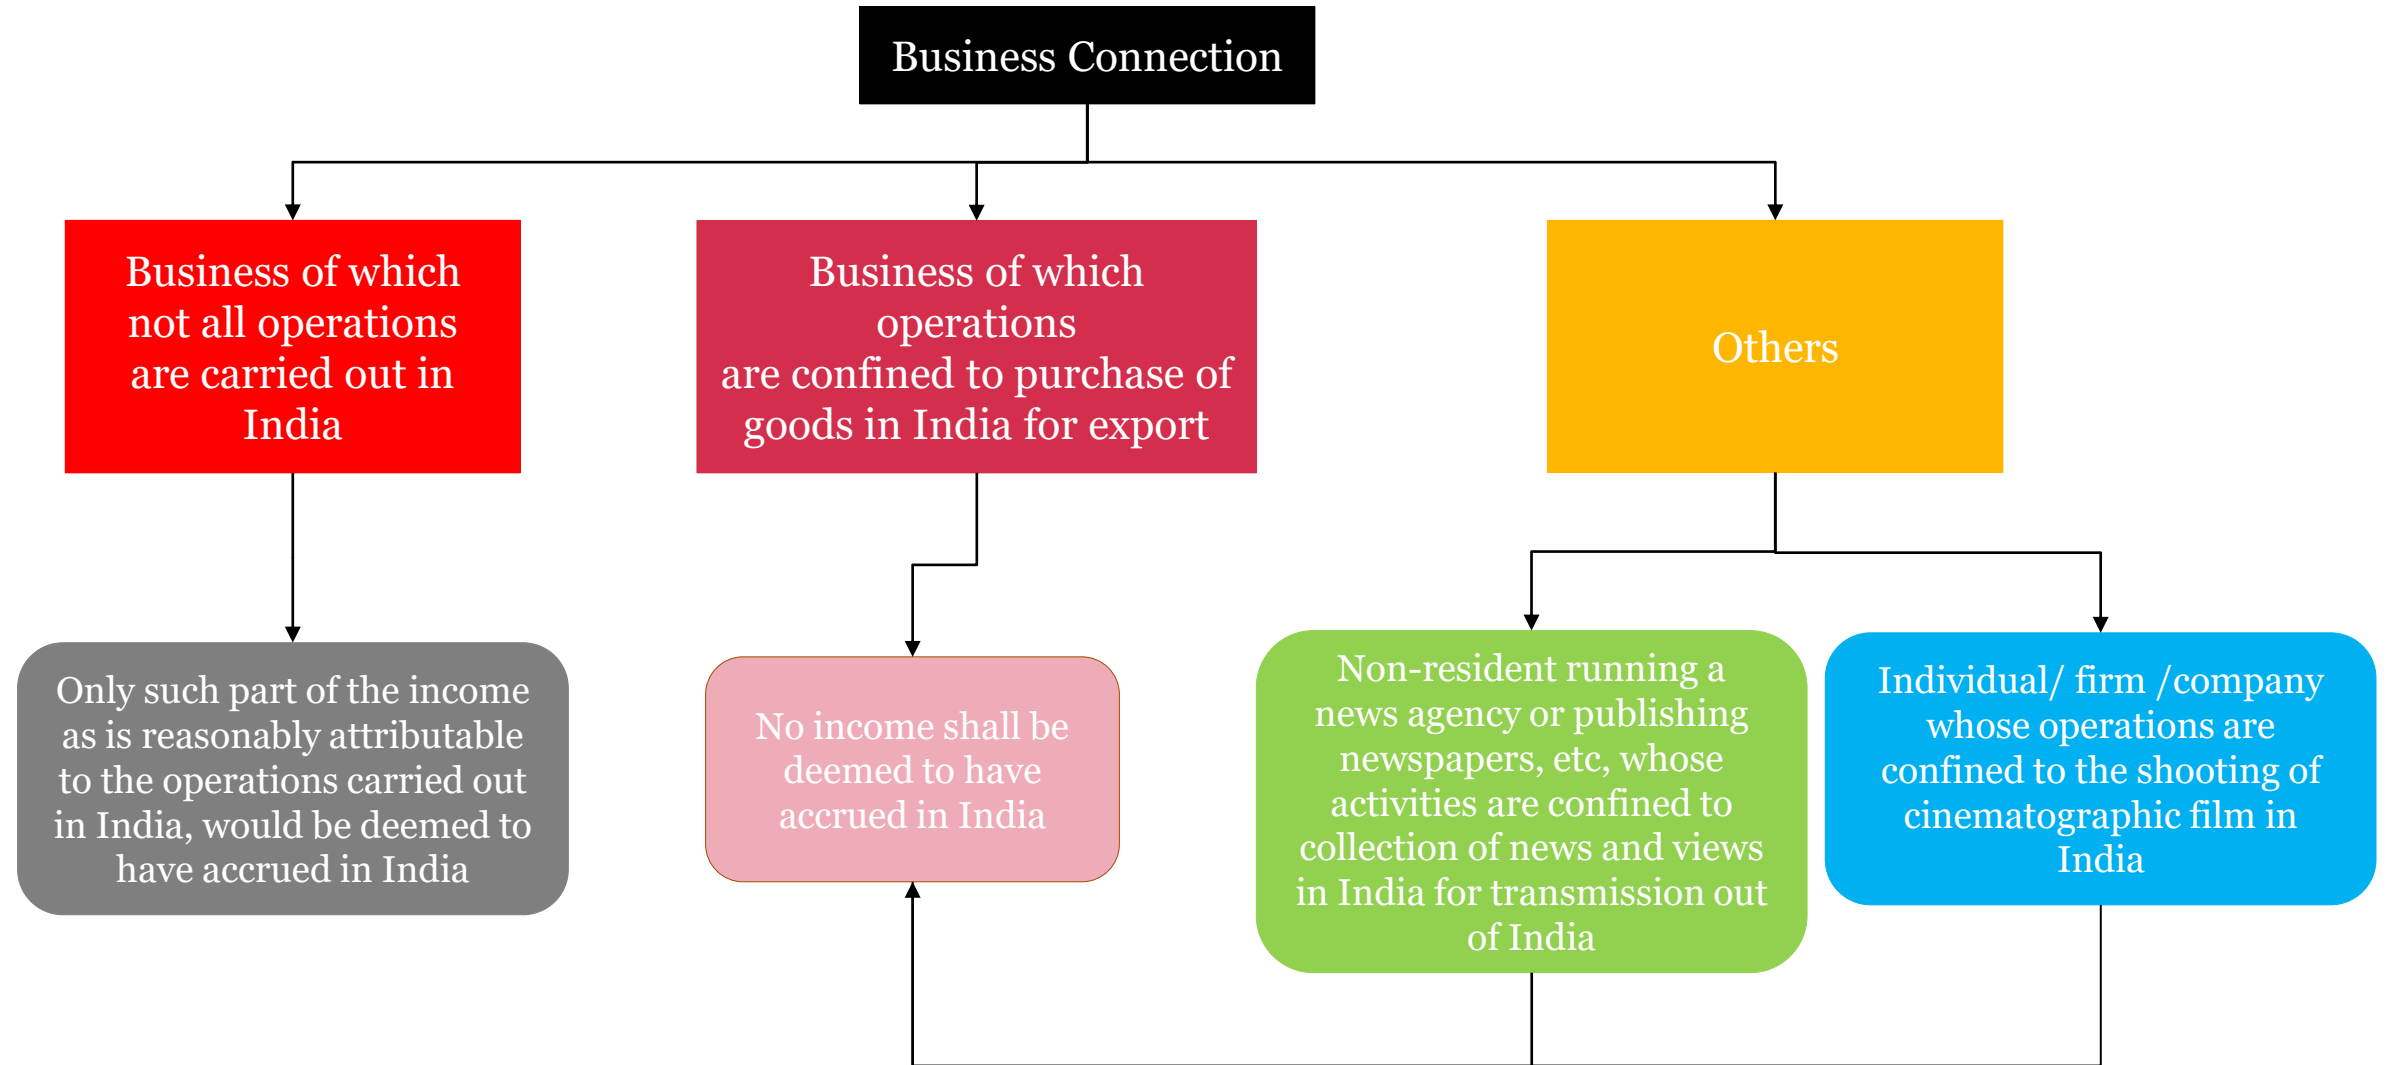 Business Connection
Business of which
not all operations
are carried out in
India
Business of which
operations
are confined to purchase of
goods in India for export
Others
Only such part of the income
as is reasonably attributable
to the operations carried out
in India, would be deemed to
have accrued in India
No income shall be
deemed to have
accrued in India
Non-resident running a
news agency or publishing
newspapers, etc, whose
activities are confined to
collection of news and views
in India for transmission out
of India
Individual/ firm /company
whose operations are
confined to the shooting of
cinematographic film in
India